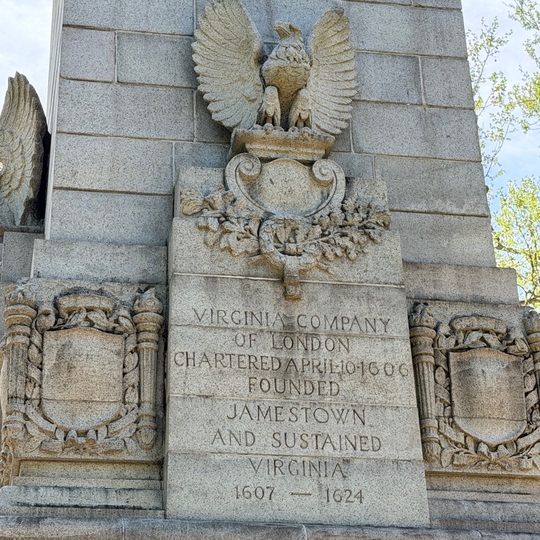 VIRGINIA COMPANY
OF LONDON
CHARTERED APRIL·10·1606
FOUNDED
JAMESTOWN
AND SUSTAINED
VIRGINIA
1607 — 1624